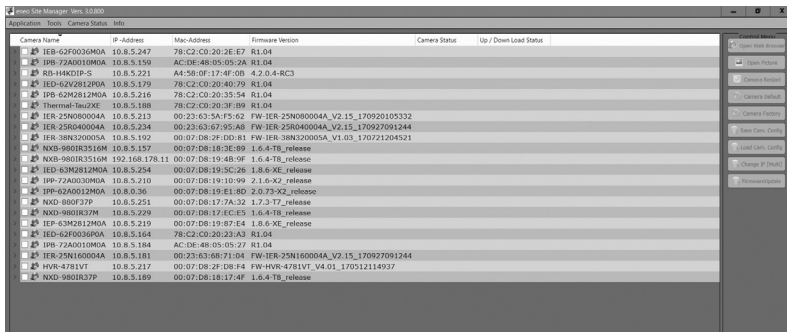 eneo Site Manager Vers. 3.0.800
Application Tools Camera Status Info
Camera Name IP -Address Mac-Address Firmware Version Camera Status Up / Down Load Status
IEB-62F0036M0A 10.8.5.247 78:C2:C0:20:2E:E7 R1.04
IPB-72A0010M0A 10.8.5.159 AC:DE:48:05:05:2A R1.04
RB-H4KDIP-S 10.8.5.221 A4:58:0F:17:4F:0B 4.2.0.4-RC3
IED-62V2812P0A 10.8.5.179 78:C2:C0:20:40:79 R1.04
IPB-62M2812M0A 10.8.5.216 78:C2:C0:20:35:54 R1.04
Thermal-Tau2XE 10.8.5.188 78:C2:C0:20:3F:B9 R1.04
IER-25N080004A 10.8.5.213 00:23:63:5A:F5:62 FW-IER-25N080004A_V2.15_170920105332
IER-25R040004A 10.8.5.234 00:23:63:67:95:A8 FW-IER-25R040004A_V2.15_170927091244
IER-38N320005A 10.8.5.192 00:07:D8:2F:DD:81 FW-IER-38N320005A_V1.03_170721204521
NXB-980IR3516M 10.8.5.157 00:07:D8:18:3E:89 1.6.4-T8_release
NXB-980IR3516M 192.168.178.11 00:07:D8:19:4B:9F 1.6.4-T8_release
IED-63M2812M0A 10.8.5.254 00:07:D8:19:5C:26 1.8.6-XE_release
IPP-72A0030M0A 10.8.5.210 00:07:D8:19:10:99 2.1.6-X2_release
IPP-62A0012M0A 10.8.0.36 00:07:D8:19:E1:8D 2.0.73-X2_release
NXD-880F37P 10.8.5.251 00:07:D8:17:7A:32 1.7.3-T7_release
NXD-980IR37M 10.8.5.229 00:07:D8:17:EC:E5 1.6.4-T8_release
IEP-63M2812M0A 10.8.5.219 00:07:D8:19:87:E4 1.8.6-XE_release
IED-62F0036P0A 10.8.5.164 78:C2:C0:20:23:A3 R1.04
IPB-72A0010M0A 10.8.5.184 AC:DE:48:05:05:27 R1.04
IER-25N160004A 10.8.5.181 00:23:63:68:71:04 FW-IER-25N160004A_V2.15_170927091244
HVR-4781VT 10.8.5.217 00:07:D8:2F:D8:F4 FW-HVR-4781VT_V4.01_170512114937
NXD-980IR37P 10.8.5.189 00:07:D8:18:17:4F 1.6.4-T8_release
Control Menu
Open Web Browser
Open Picture
Camera Restart
Camera Default
Camera Factory
Save Cam. Config
Load Cam. Config
Change IP [Multi]
FirmwareUpdate